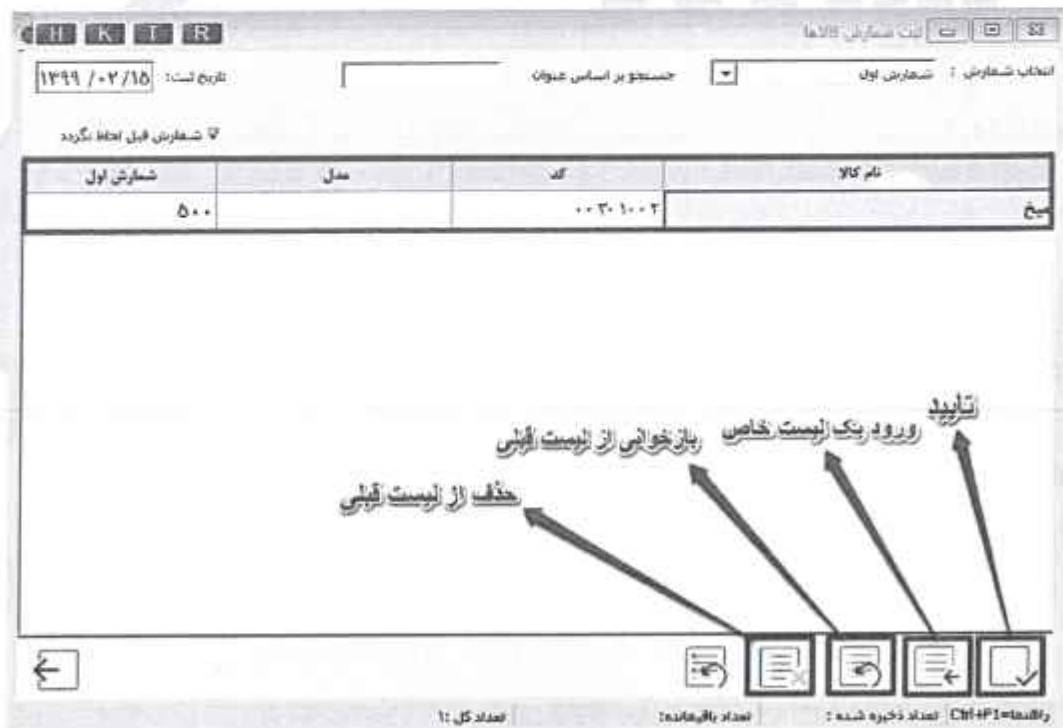 H K T R
ثبت شمارش کالاها
انتخاب شمارش : شمارش اول جستجو بر اساس عنوان تاریخ ثبت: ۱۳۹۹ /۰۲/۱۵
شمارش قبل لحاظ نگردد
نام کالا کد مدل شمارش اول
میخ ۰۰۳۰۱۰۰۲ ۵۰۰
تایید
ورود یک لیست خاص
بازخوانی از لیست قبلی
حذف از لیست قبلی
راهنما=Ctrl+F1 تعداد ذخیره شده : تعداد باقیمانده: تعداد کل :۱